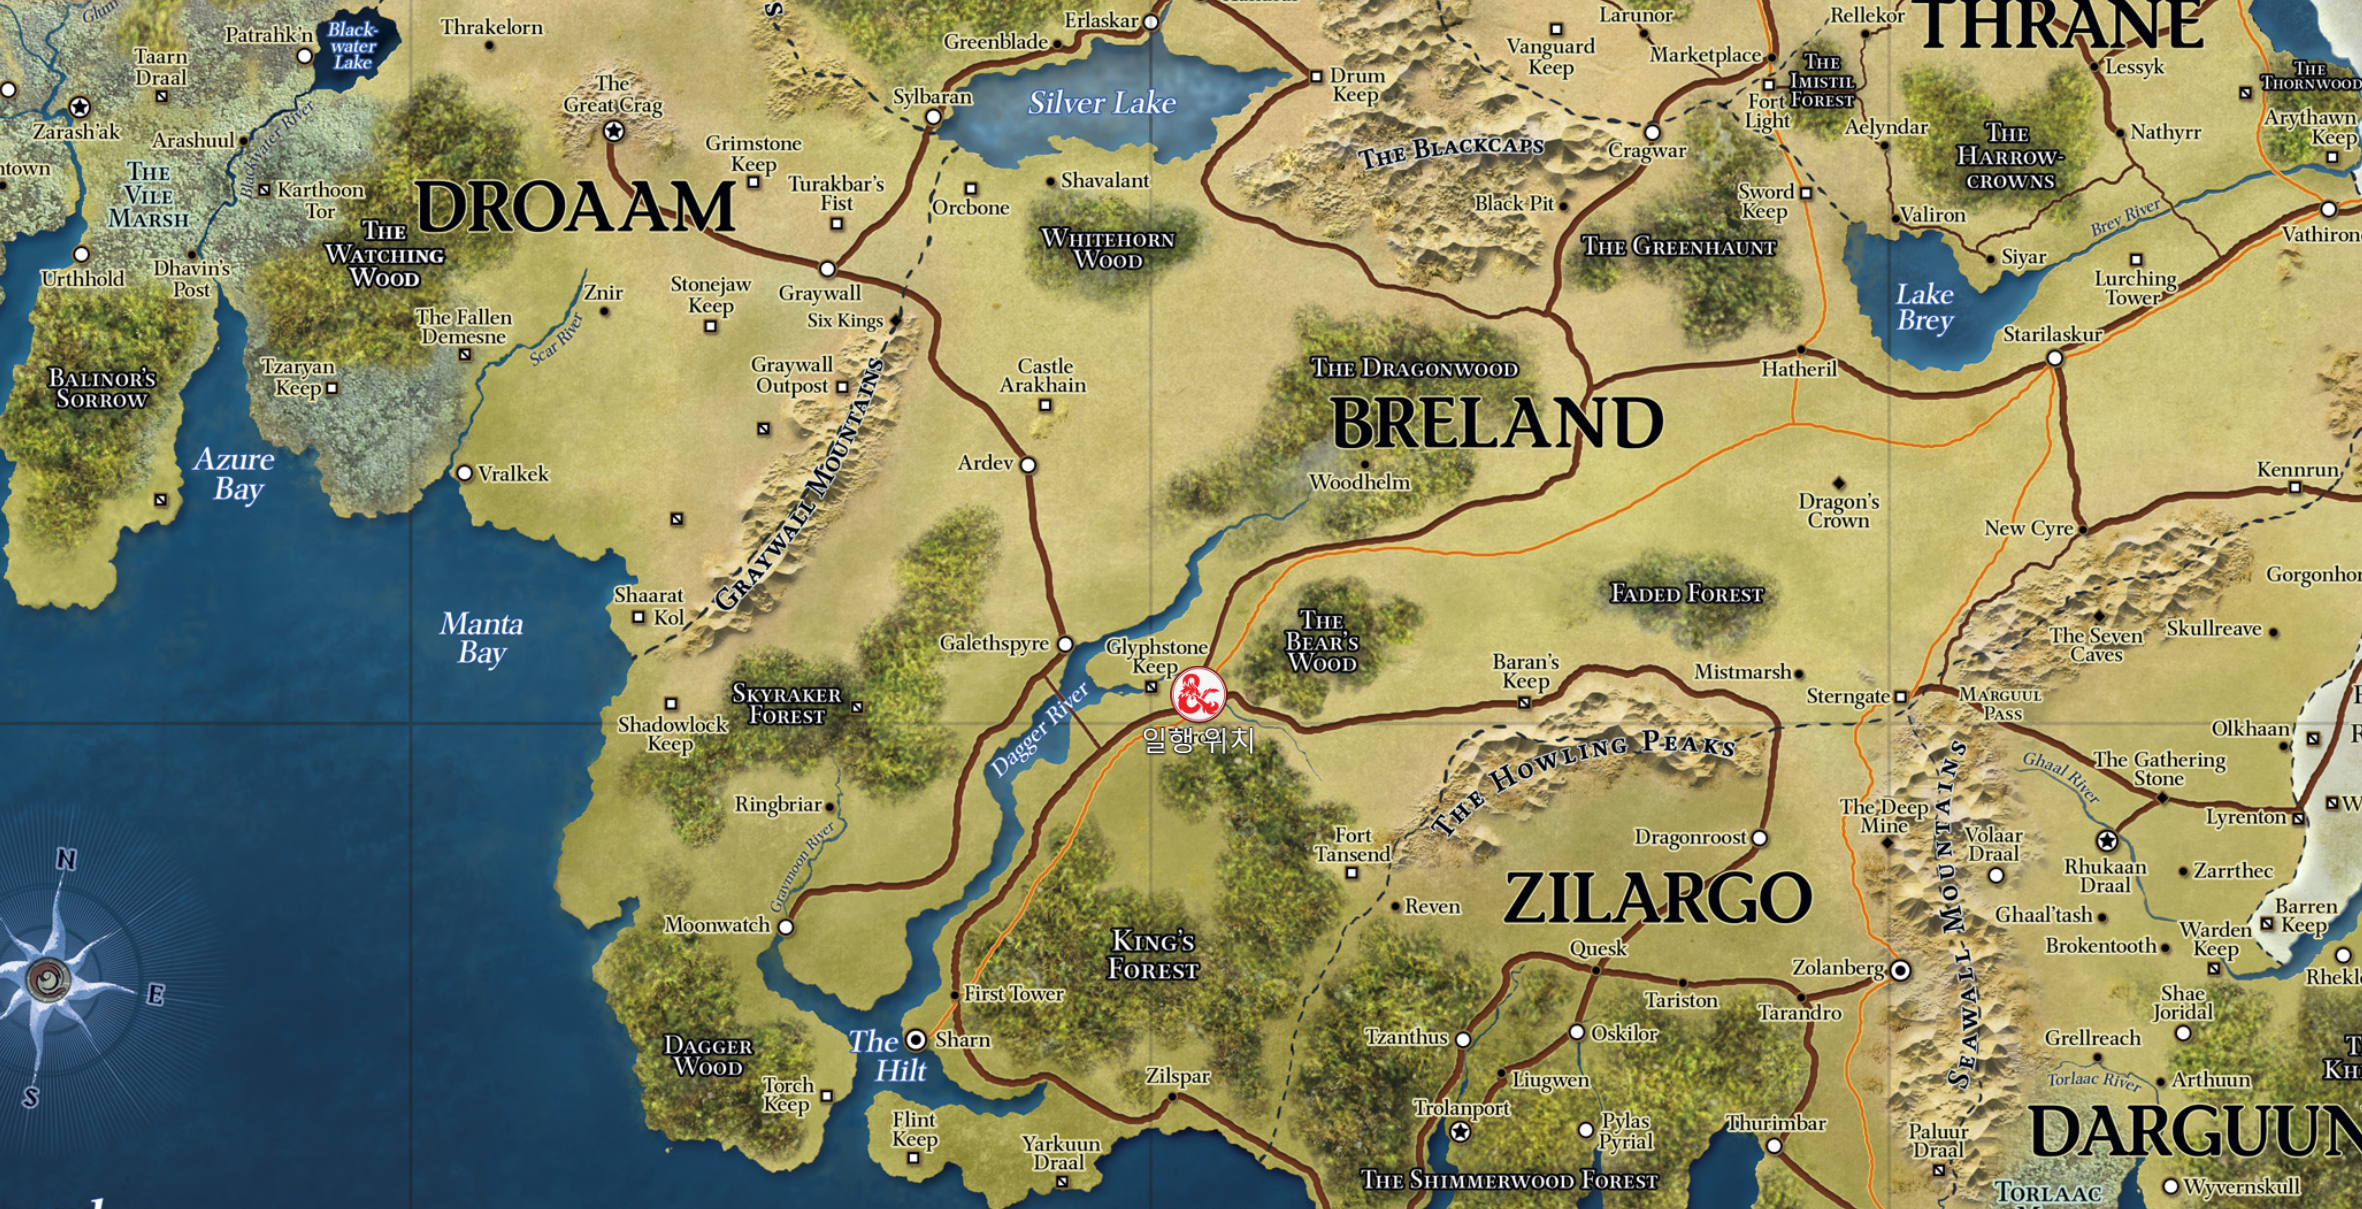 Glum
Patrahk'n
Black-
water
Lake
Thrakelorn
Taarn
Draal
Zarash'ak
Arashuul
Blackwater River
THE
VILE
MARSH
Karthoon
Tor
ntown
Urthhold
Dhavin's
Post
THE
WATCHING
WOOD
BALINOR'S
SORROW
Azure
Bay
Tzaryan
Keep
The Fallen
Demesne
Scar River
Znir
Vralkek
The
Great Crag
DROAAM
Grimstone
Keep
Turakbar's
Fist
Graywall
Six Kings
Stonejaw
Keep
Graywall
Outpost
GRAYWALL MOUNTAINS
S
Erlaskar
Greenblade
Sylbaran
Silver Lake
Orcbone
Shavalant
WHITEHORN
WOOD
Drum
Keep
Castle
Arakhain
Ardev
Vanguard
Keep
Larunor
Marketplace
Rellekor
THE
IMISTIL
FOREST
Fort
Light
Cragwar
THE BLACKCAPS
Black Pit
Sword
Keep
THE GREENHAUNT
Aelyndar
Valiron
THRANE
Lessyk
THE
THORNWOOD
Arythawn
Keep
Nathyrr
THE
HARROW-
CROWNS
Brey River
Siyar
Lurching
Tower
Vathiron
Lake
Brey
Starilaskur
Hatheril
THE DRAGONWOOD
BRELAND
Woodhelm
Dragon's
Crown
New Cyre
Kennrun
Gorgonhor
The Seven
Caves
Skullreave
FADED FOREST
THE
BEAR'S
WOOD
Manta
Bay
Shaarat
Kol
Galethspyre
Glyphstone
Keep
일행 위치
Dagger River
SKYRAKER
FOREST
Shadowlock
Keep
Baran's
Keep
Mistmarsh
Sterngate
MARGUUL
PASS
THE HOWLING PEAKS
Ringbriar
Graymoon River
Moonwatch
Fort
Tansend
Reven
Dragonroost
ZILARGO
The Deep
Mine
SEAWALL MOUNTAINS
Volaar
Draal
Ghaal River
The Gathering
Stone
Olkhaan
Lyrenton
Rhukaan
Draal
Zarrthec
Ghaal'tash
Brokentooth
Warden
Keep
Barren
Keep
Rhekl
KING'S
FOREST
First Tower
The
Hilt
Sharn
DAGGER
WOOD
Torch
Keep
Flint
Keep
Yarkuun
Draal
Zilspar
Quesk
Tariston
Tarandro
Zolanberg
Tzanthus
Oskilor
Liugwen
Trolanport
Pylas
Pyrial
Thurimbar
THE SHIMMERWOOD FOREST
Shae
Joridal
Grellreach
Torlaac River
Arthuun
DARGUUN
Paluur
Draal
TORLAAC
Wyvernskull
KH
N
E
S